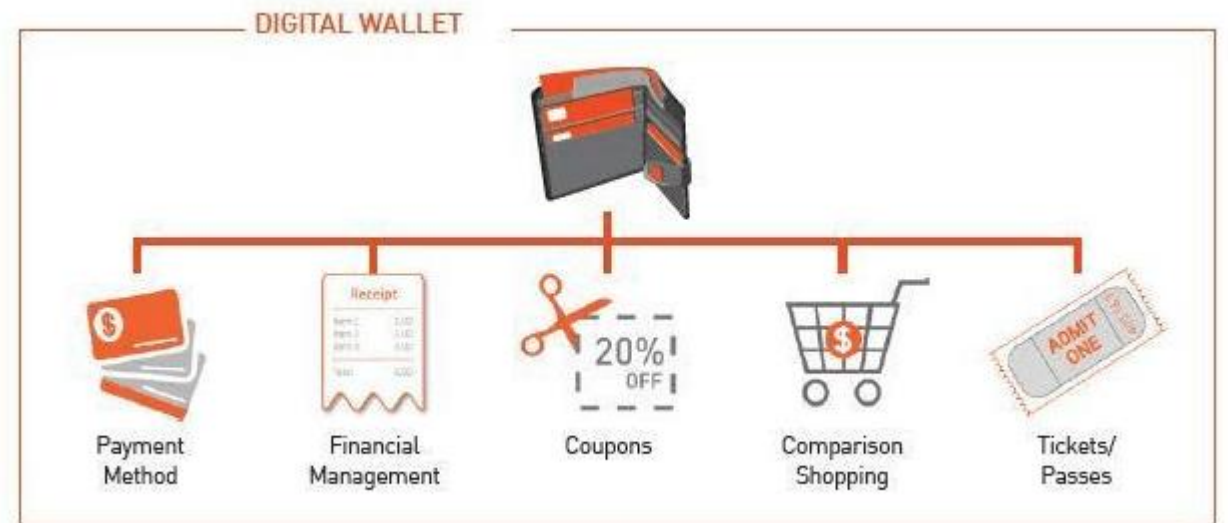 DIGITAL WALLET
$
Receipt
20%
OFF
$
ADMIT
ONE
Payment
Method
Financial
Management
Coupons
Comparison
Shopping
Tickets/
Passes